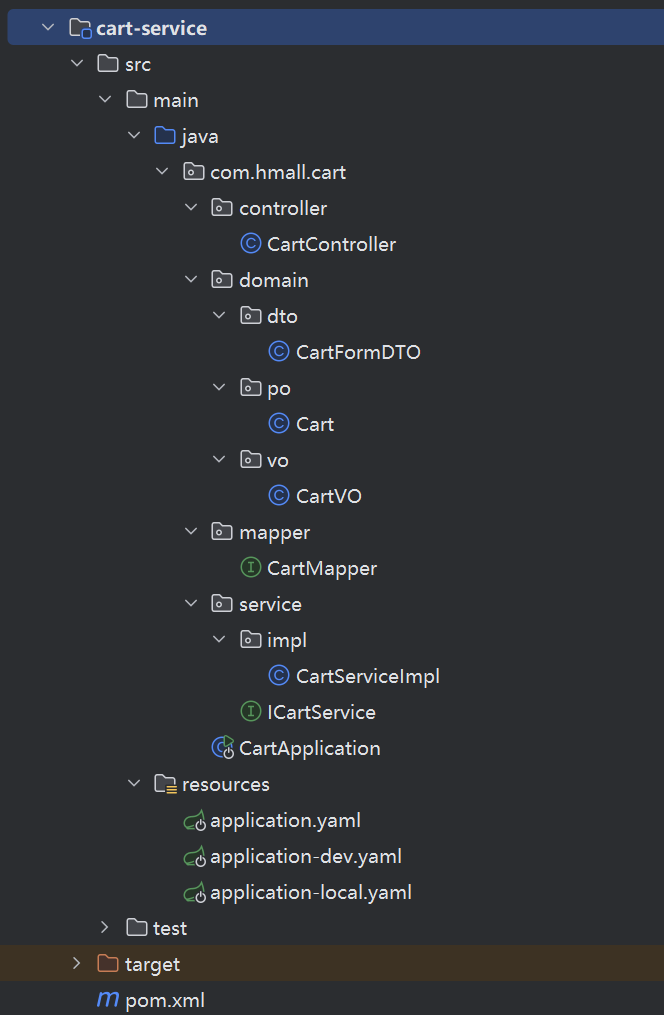 cart-service
src
main
java
com.hmall.cart
controller
CartController
domain
dto
CartFormDTO
po
Cart
vo
CartVO
mapper
CartMapper
service
impl
CartServiceImpl
ICartService
CartApplication
resources
application.yaml
application-dev.yaml
application-local.yaml
test
target
pom.xml